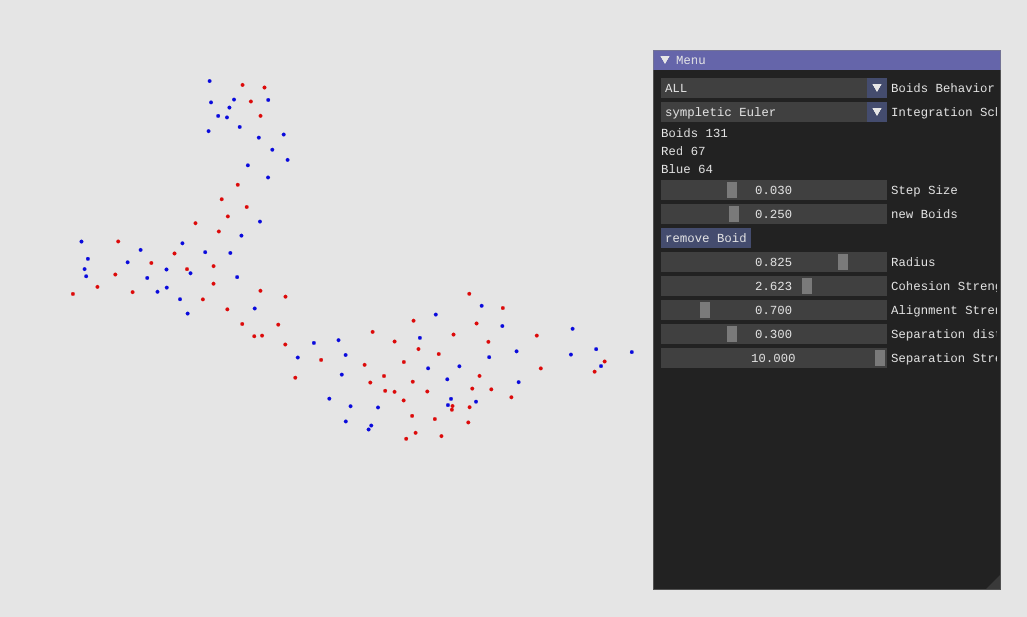 Menu
ALL Boids Behavior
sympletic Euler Integration Sch
Boids 131
Red 67
Blue 64
0.030 Step Size
0.250 new Boids
remove Boid
0.825 Radius
2.623 Cohesion Streng
0.700 Alignment Stren
0.300 Separation dist
10.000 Separation Stre